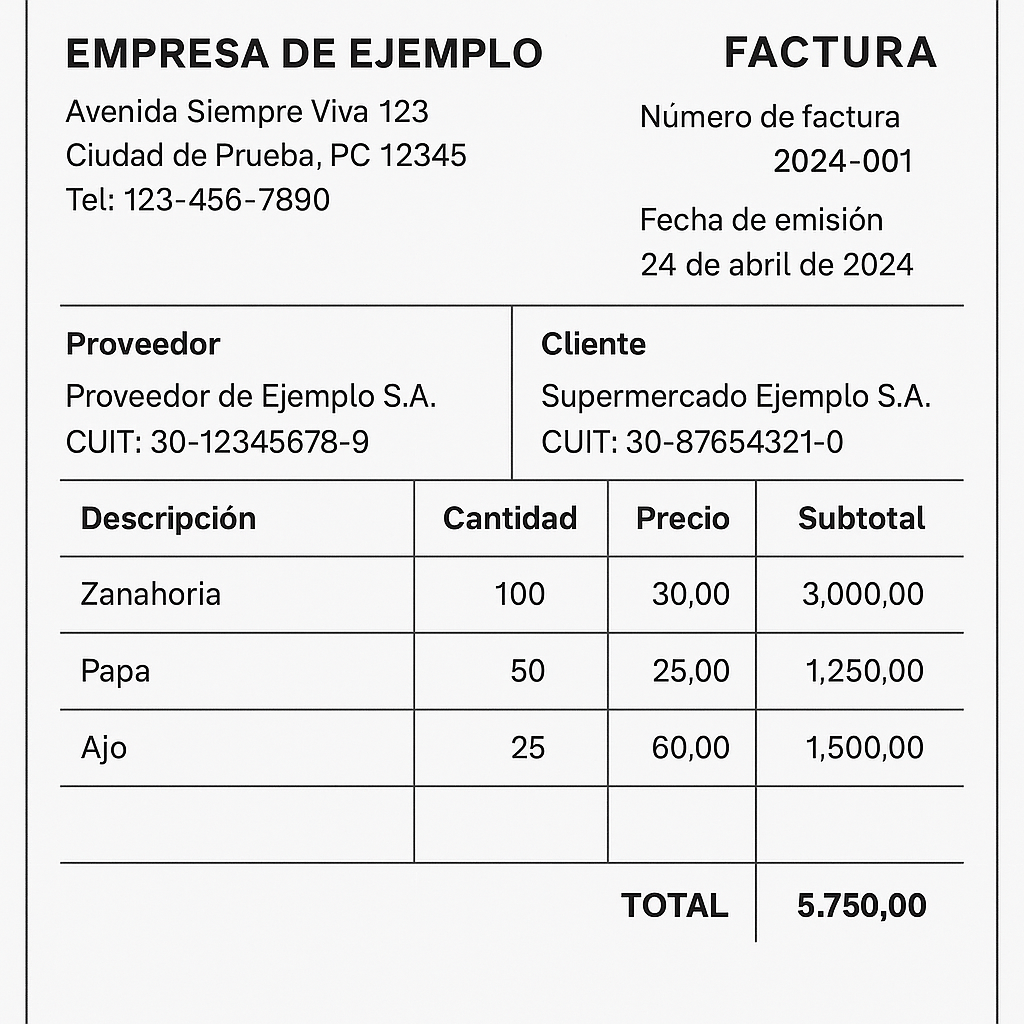 EMPRESA DE EJEMPLO
Avenida Siempre Viva 123
Ciudad de Prueba, PC 12345
Tel: 123-456-7890
FACTURA
Número de factura
2024-001
Fecha de emisión
24 de abril de 2024
Proveedor
Proveedor de Ejemplo S.A.
CUIT: 30-12345678-9
Cliente
Supermercado Ejemplo S.A.
CUIT: 30-87654321-0
Descripción Cantidad Precio Subtotal
Zanahoria 100 30,00 3,000,00
Papa 50 25,00 1,250,00
Ajo 25 60,00 1,500,00
TOTAL 5.750,00